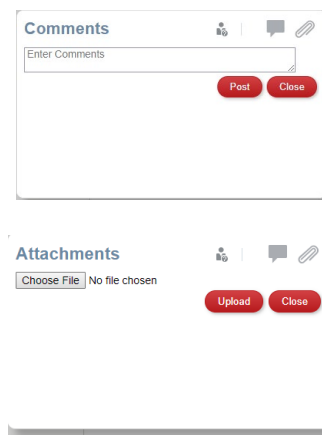 Comments
Enter Comments
Post Close
Attachments
Choose File No file chosen
Upload Close